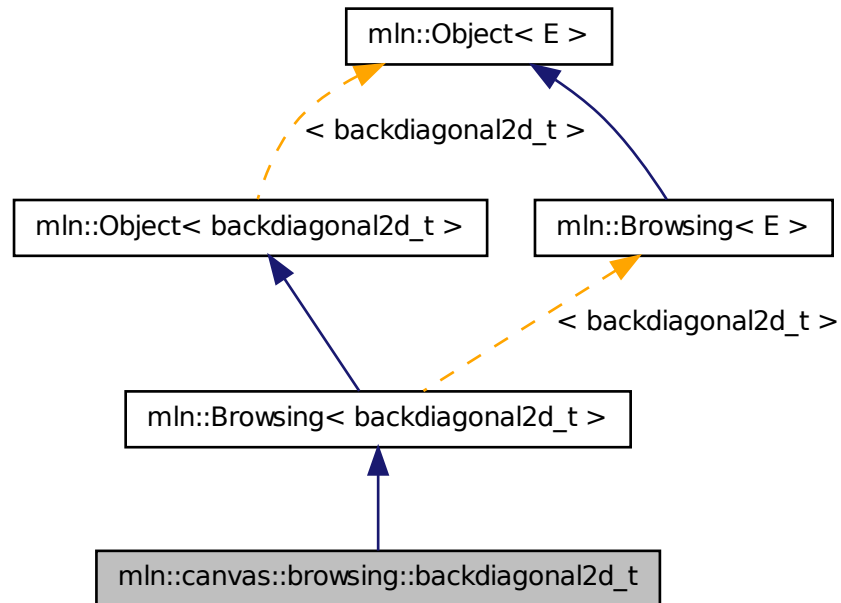 mln::Object< E >
< backdiagonal2d_t >
mln::Object< backdiagonal2d_t >
mln::Browsing< E >
< backdiagonal2d_t >
mln::Browsing< backdiagonal2d_t >
mln::canvas::browsing::backdiagonal2d_t